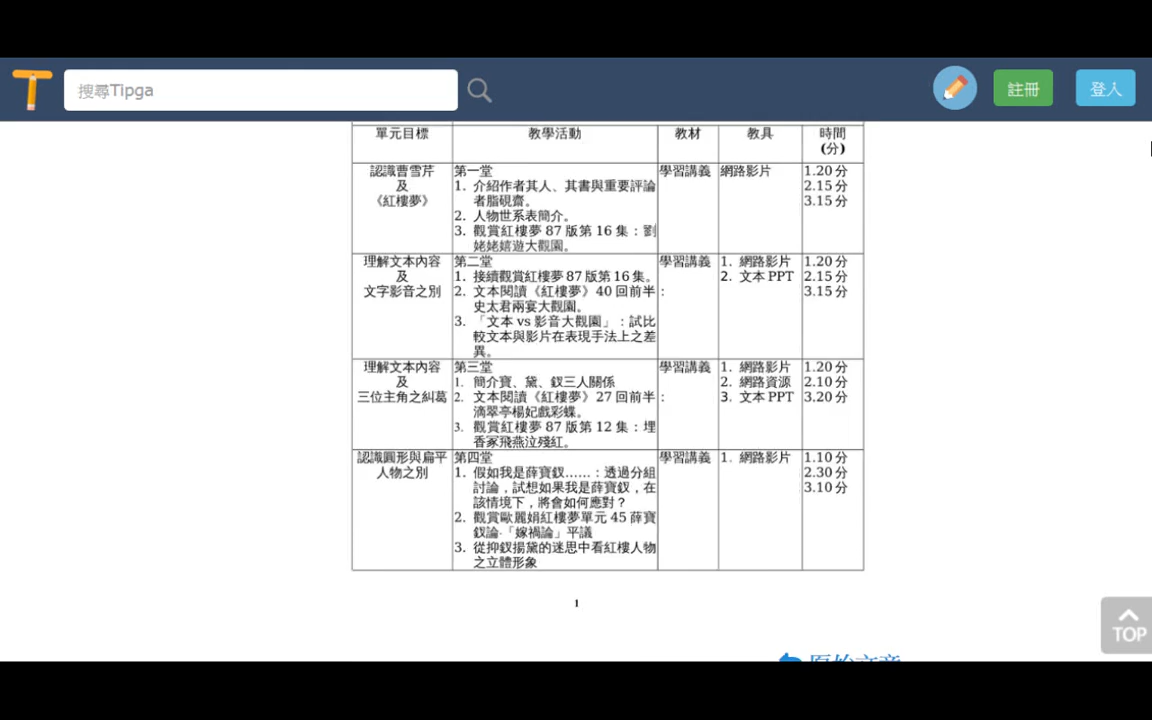 T
搜尋Tipga
註冊
登入
單元目標
教學活動
教材
教具
時間
(分)
認識曹雪芹
及
《紅樓夢》
第一堂
1. 介紹作者其人、其書與重要評論
者脂硯齋。
2. 人物世系表簡介。
3. 觀賞紅樓夢 87 版第 16 集：劉
姥姥嬉遊大觀園。
學習講義
網路影片
1.20 分
2.15 分
3.15 分
理解文本內容
及
文字影音之別
第二堂
1. 接續觀賞紅樓夢 87 版第 16 集。
2. 文本閱讀《紅樓夢》40 回前半：
史太君兩宴大觀園。
3. 「文本 vs 影音大觀園」：試比
較文本與影片在表現手法上之差
異。
學習講義
1. 網路影片
2. 文本 PPT
1.20 分
2.15 分
3.15 分
理解文本內容
及
三位主角之糾葛
第三堂
1. 簡介寶、黛、釵三人關係
2. 文本閱讀《紅樓夢》27 回前半：
滴翠亭楊妃戲彩蝶。
3. 觀賞紅樓夢 87 版第 12 集：埋
香冢飛燕泣殘紅。
學習講義
1. 網路影片
2. 網路資源
3. 文本 PPT
1.20 分
2.10 分
3.20 分
認識圓形與扁平
人物之別
第四堂
1. 假如我是薛寶釵……：透過分組
討論，試想如果我是薛寶釵，在
該情境下，將會如何應對？
2. 觀賞歐麗娟紅樓夢單元 45 薛寶
釵論‧「嫁禍論」平議
3. 從抑釵揚黛的迷思中看紅樓人物
之立體形象
學習講義
1. 網路影片
1.10 分
2.30 分
3.10 分
1
TOP
原始文章